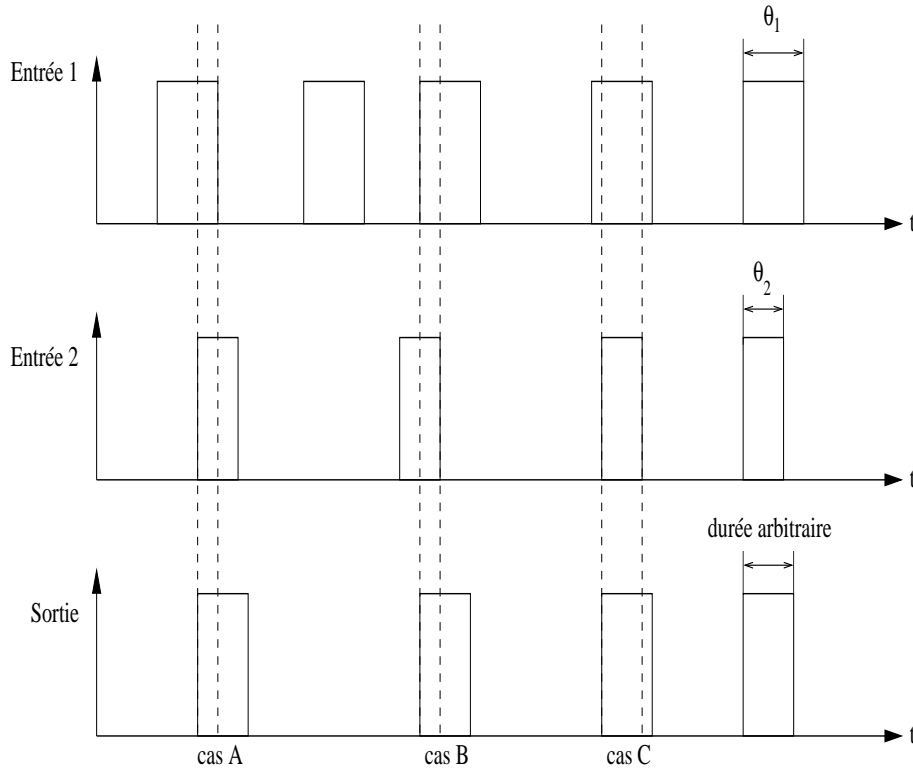 θ1
Entrée 1
t
θ2
Entrée 2
t
durée arbitraire
Sortie
t
cas A
cas B
cas C